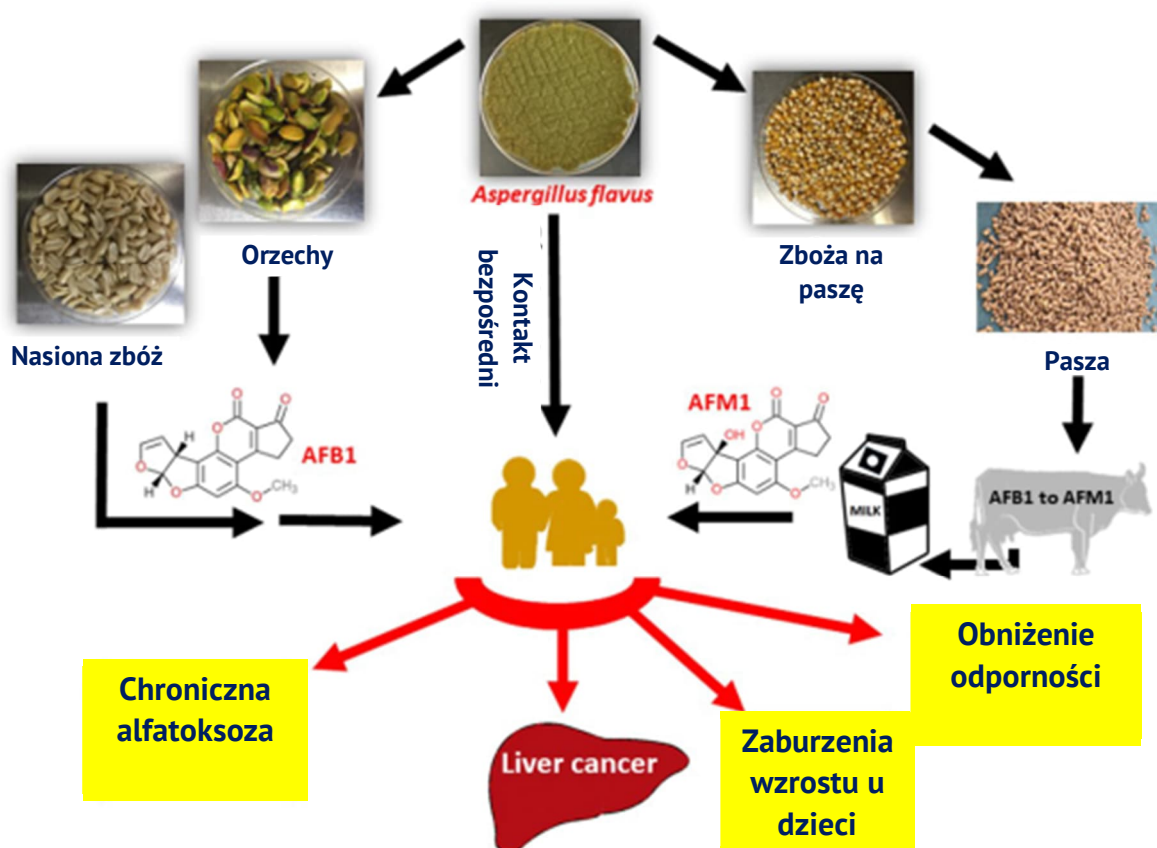 Aspergillus flavus
Orzechy
Kontakt
bezpośredni
Zboża na
paszę
Nasiona zbóż
Pasza
O
O
O
H
O
H
O
O
CH3
AFB1
AFM1
O
O
OH
O
O
H
O
O
CH3
MILK
AFB1 to AFM1
Chroniczna
alfatoksoza
Liver cancer
Zaburzenia
wzrostu u
dzieci
Obniżenie
odporności